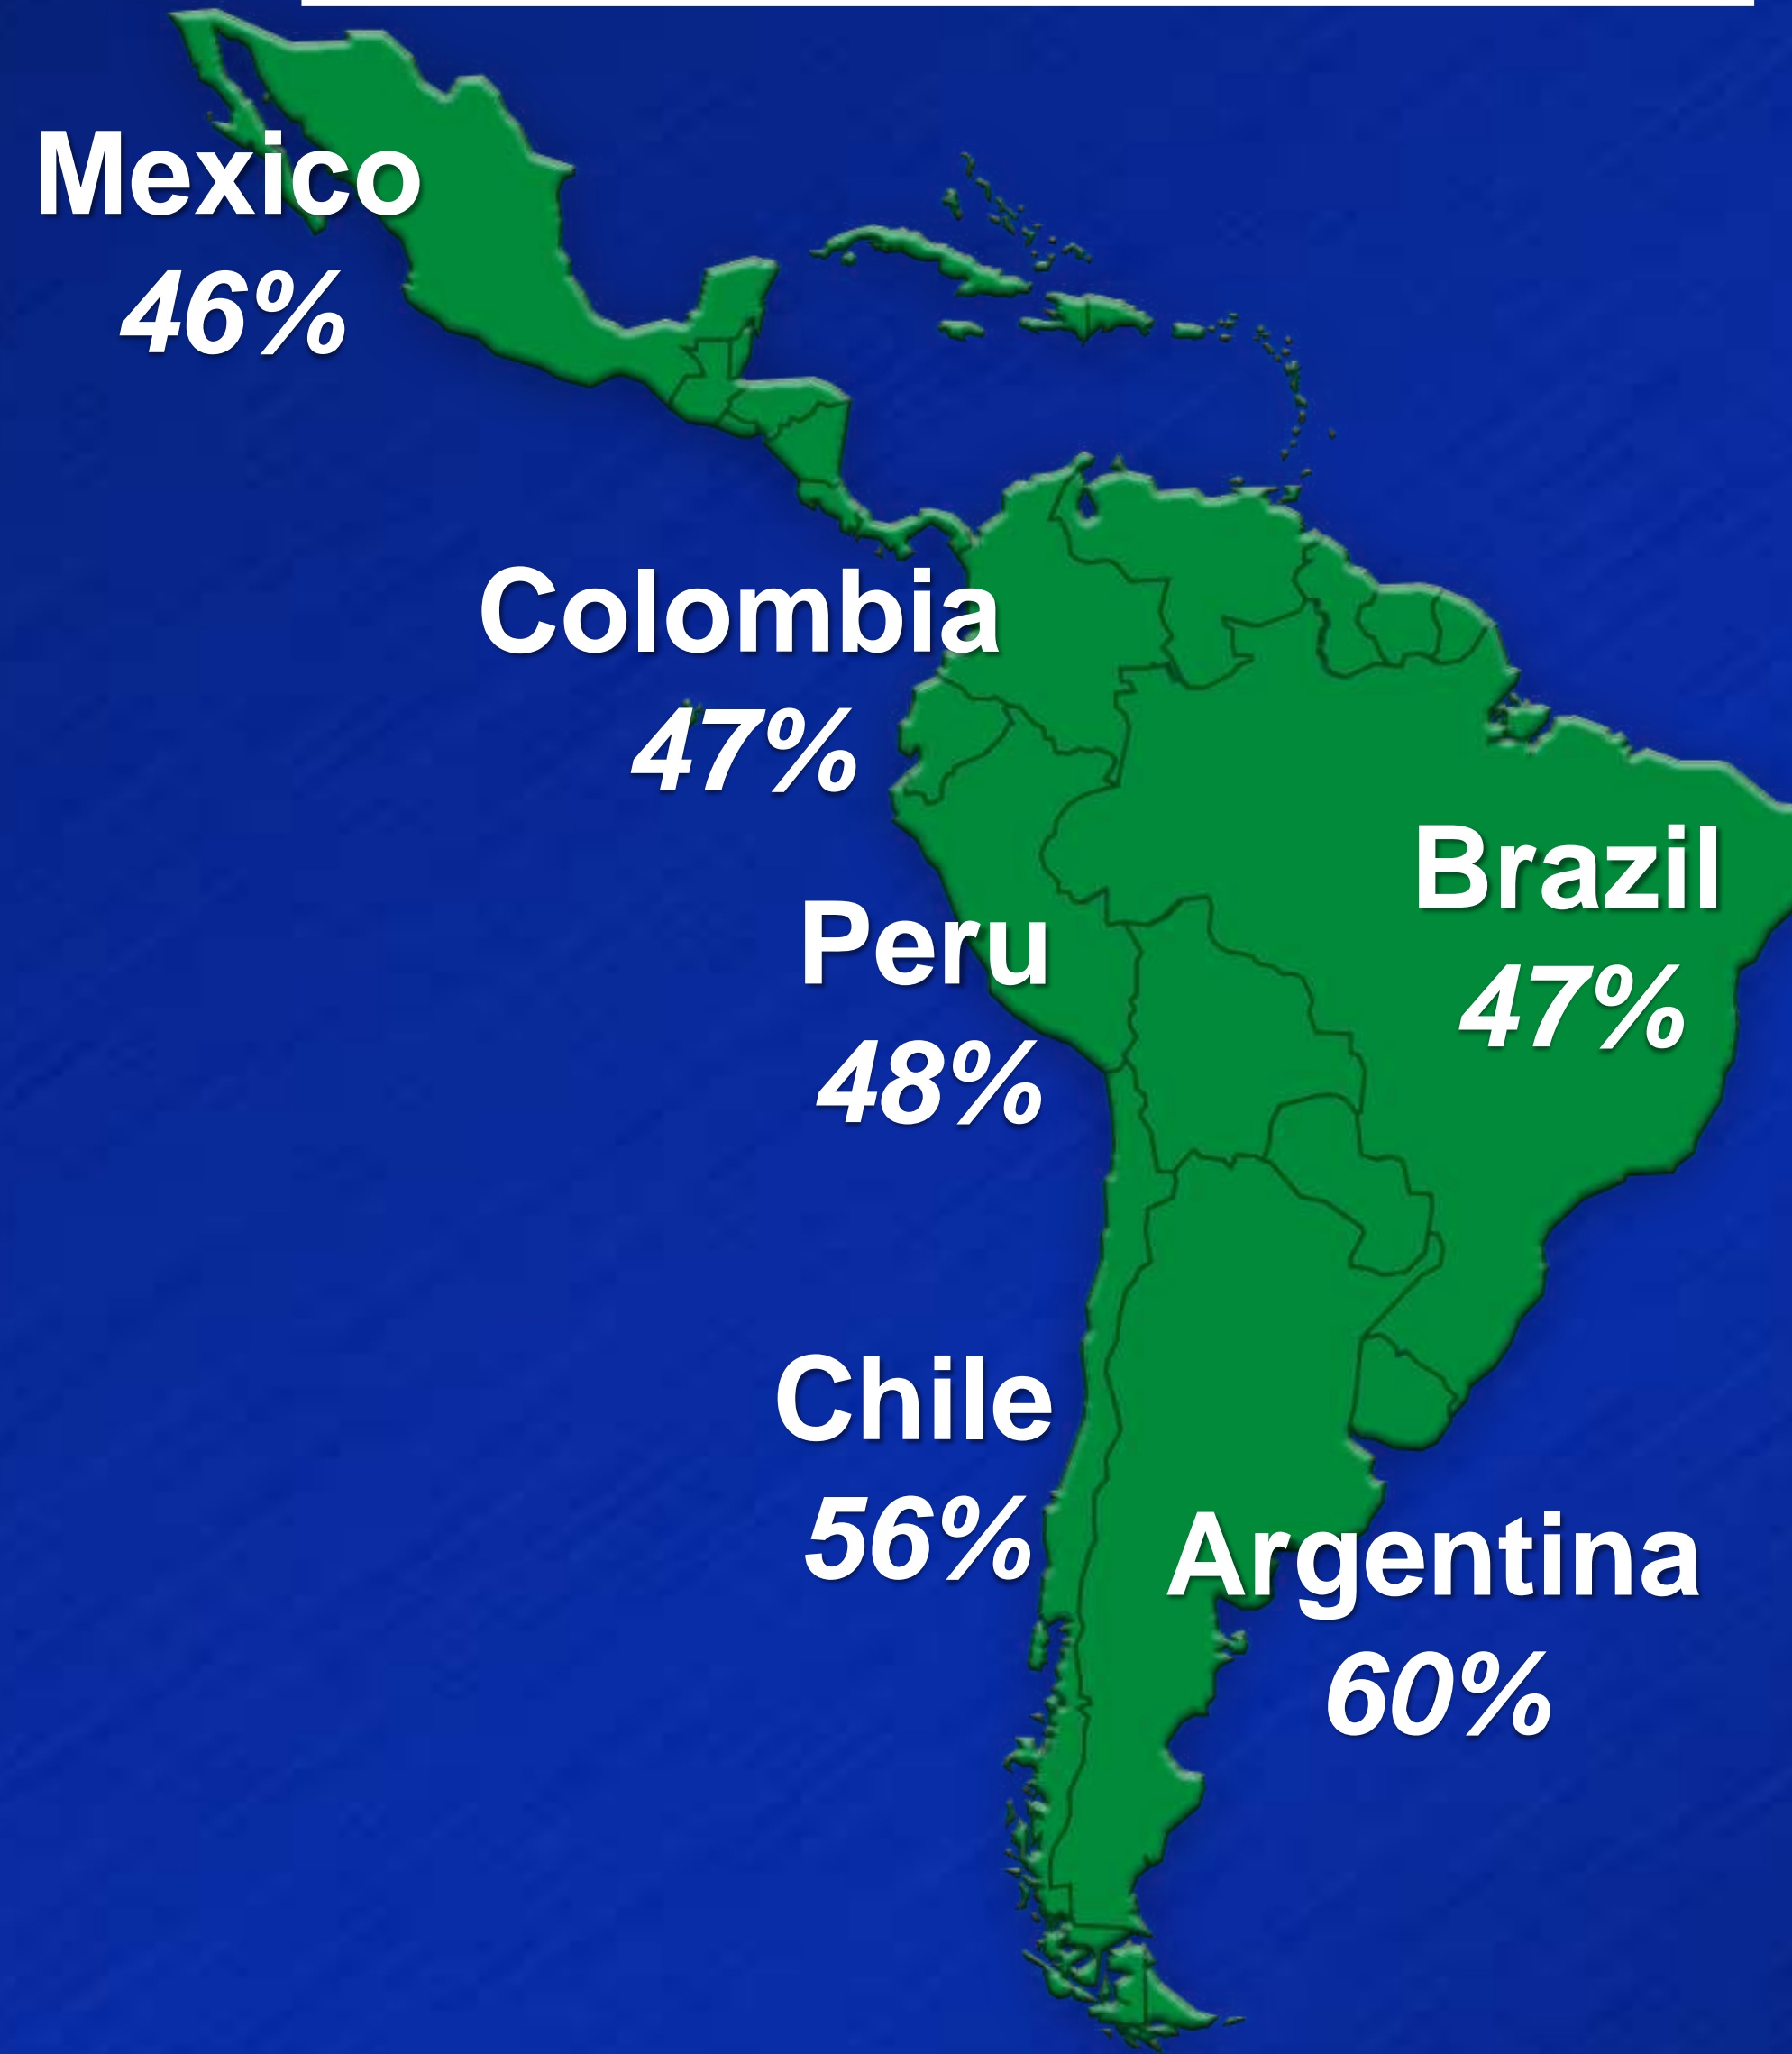 Mexico
46%
Colombia
47%
Brazil
47%
Peru
48%
Chile
56%
Argentina
60%